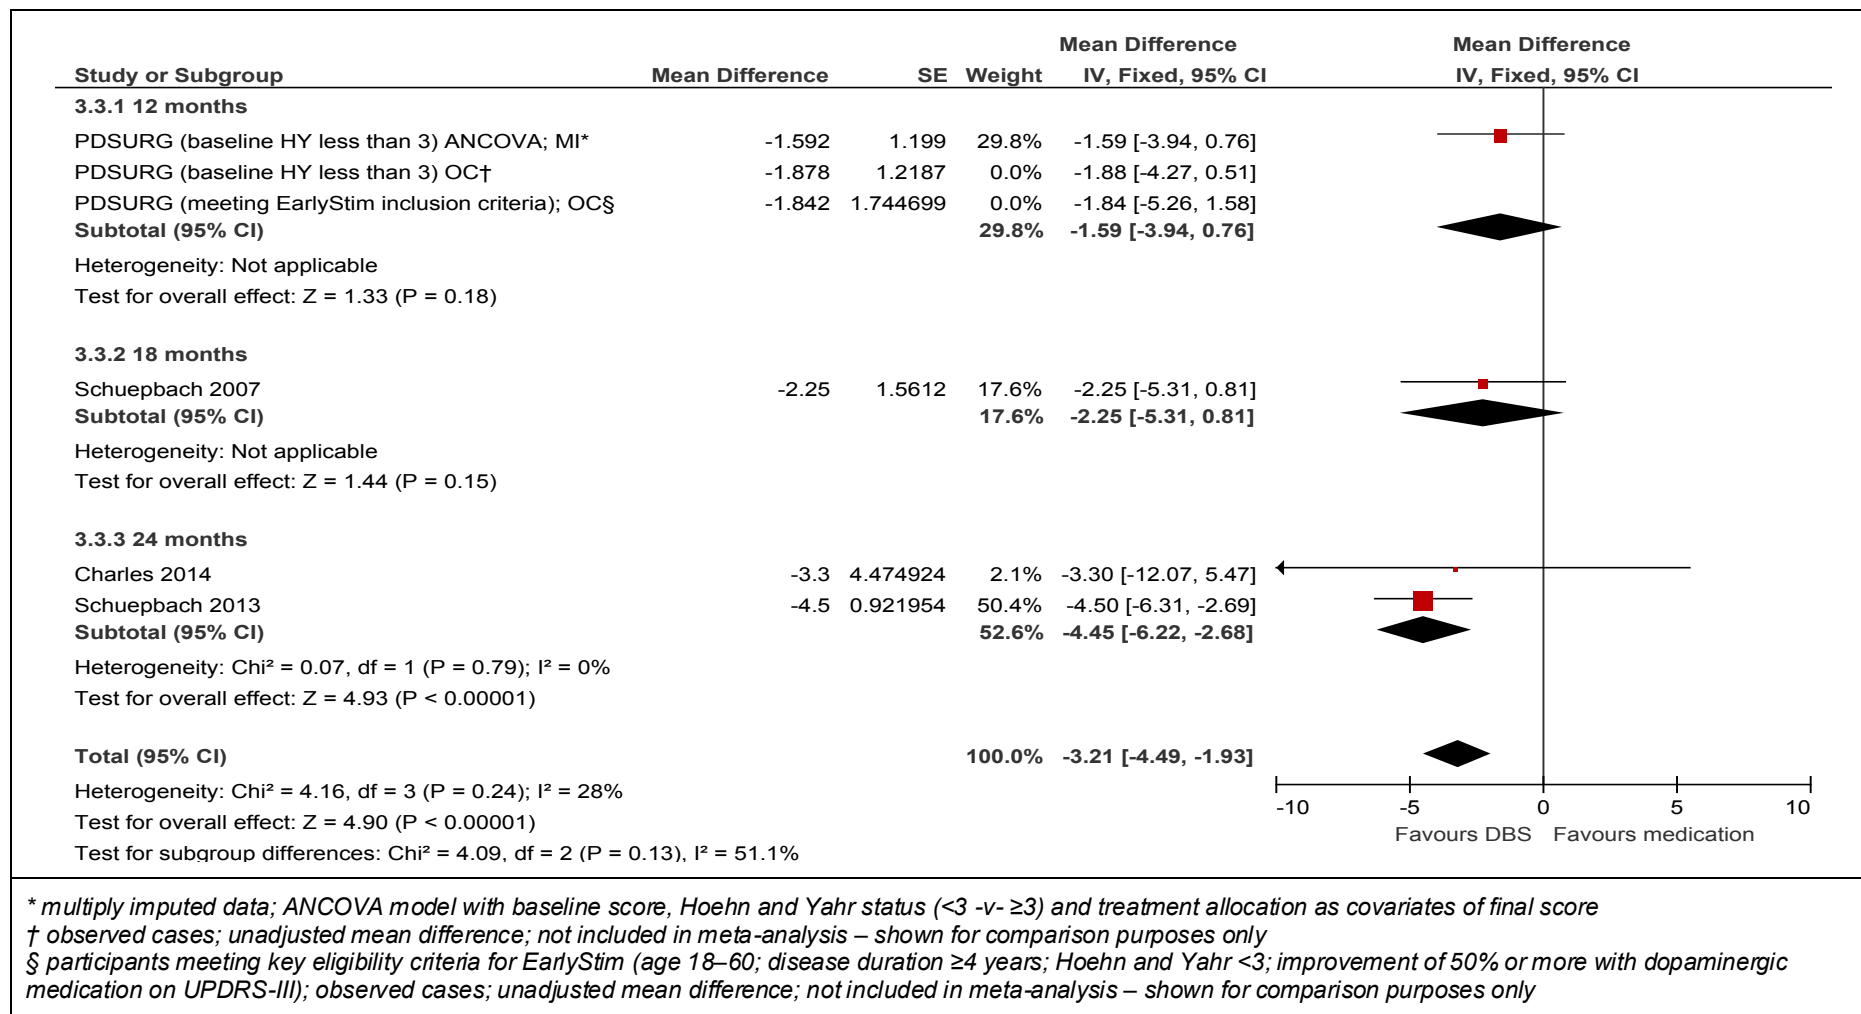 Mean Difference Mean Difference
Study or Subgroup Mean Difference SE Weight IV, Fixed, 95% CI IV, Fixed, 95% CI
3.3.1 12 months
PDSURG (baseline HY less than 3) ANCOVA; MI* -1.592 1.199 29.8% -1.59 [-3.94, 0.76]
PDSURG (baseline HY less than 3) OC† -1.878 1.2187 0.0% -1.88 [-4.27, 0.51]
PDSURG (meeting EarlyStim inclusion criteria); OC§ -1.842 1.744699 0.0% -1.84 [-5.26, 1.58]
Subtotal (95% CI) 29.8% -1.59 [-3.94, 0.76]
Heterogeneity: Not applicable
Test for overall effect: Z = 1.33 (P = 0.18)
3.3.2 18 months
Schuepbach 2007 -2.25 1.5612 17.6% -2.25 [-5.31, 0.81]
Subtotal (95% CI) 17.6% -2.25 [-5.31, 0.81]
Heterogeneity: Not applicable
Test for overall effect: Z = 1.44 (P = 0.15)
3.3.3 24 months
Charles 2014 -3.3 4.474924 2.1% -3.30 [-12.07, 5.47]
Schuepbach 2013 -4.5 0.921954 50.4% -4.50 [-6.31, -2.69]
Subtotal (95% CI) 52.6% -4.45 [-6.22, -2.68]
Heterogeneity: Chi² = 0.07, df = 1 (P = 0.79); I² = 0%
Test for overall effect: Z = 4.93 (P < 0.00001)
Total (95% CI) 100.0% -3.21 [-4.49, -1.93]
Heterogeneity: Chi² = 4.16, df = 3 (P = 0.24); I² = 28%
Test for overall effect: Z = 4.90 (P < 0.00001)
Test for subgroup differences: Chi² = 4.09, df = 2 (P = 0.13), I² = 51.1%
-10 -5 0 5 10
Favours DBS Favours medication
* multiply imputed data; ANCOVA model with baseline score, Hoehn and Yahr status (<3 -v- ≥3) and treatment allocation as covariates of final score
† observed cases; unadjusted mean difference; not included in meta-analysis – shown for comparison purposes only
§ participants meeting key eligibility criteria for EarlyStim (age 18–60; disease duration ≥4 years; Hoehn and Yahr <3; improvement of 50% or more with dopaminergic
medication on UPDRS-III); observed cases; unadjusted mean difference; not included in meta-analysis – shown for comparison purposes only